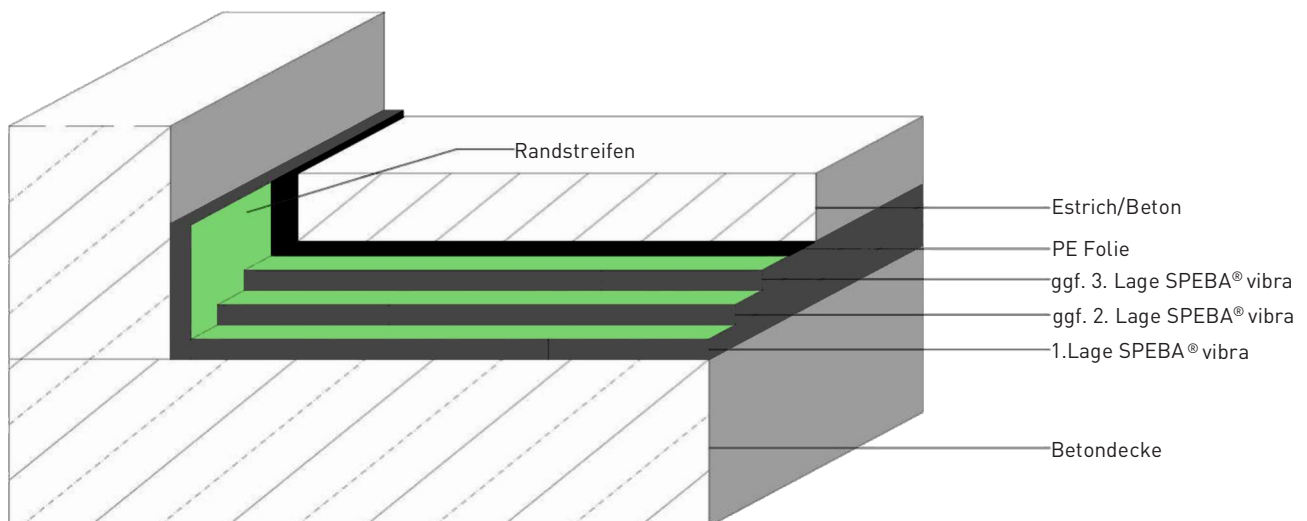 Randstreifen
Estrich/Beton
PE Folie
ggf. 3. Lage SPEBA® vibra
ggf. 2. Lage SPEBA® vibra
1.Lage SPEBA® vibra
Betondecke